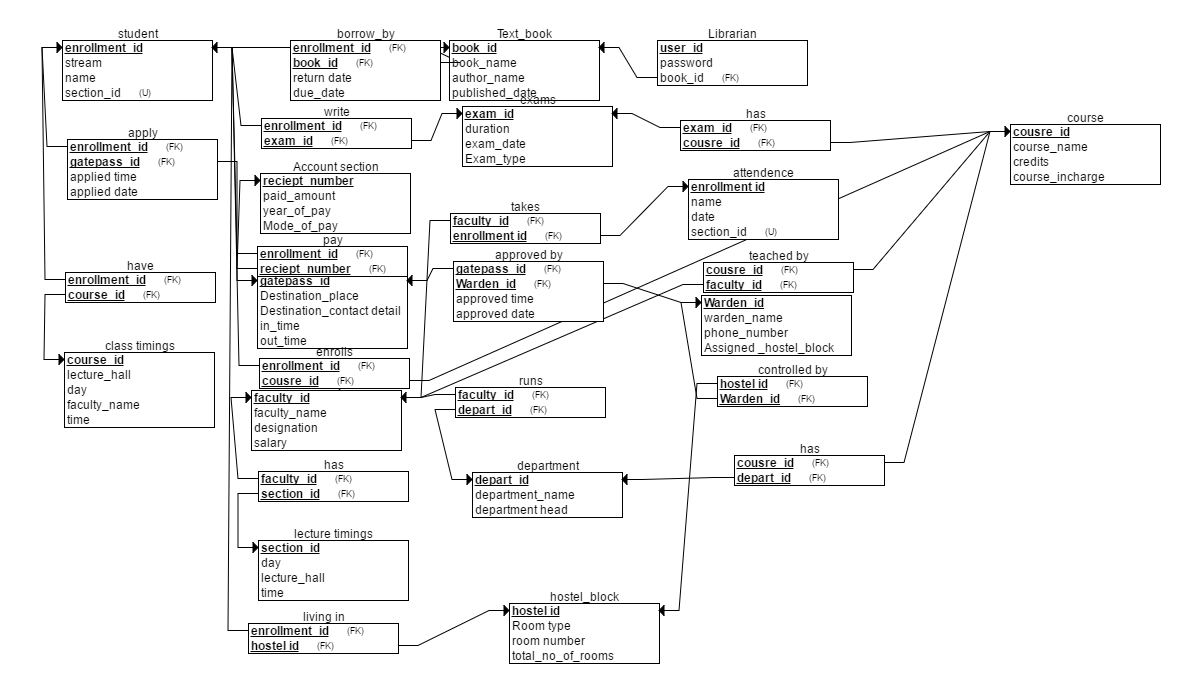 student
enrollment_id
stream
name
section_id (U)
borrow_by
enrollment_id (FK)
book_id (FK)
return date
due_date
Text_book
book_id
book_name
author_name
published_date
Librarian
user_id
password
book_id (FK)
write
enrollment_id (FK)
exam_id (FK)
exams
exam_id
duration
exam_date
Exam_type
has
exam_id (FK)
cousre_id (FK)
course
cousre_id
course_name
credits
course_incharge
apply
enrollment_id (FK)
gatepass_id (FK)
applied time
applied date
Account section
reciept_number
paid_amount
year_of_pay
Mode_of_pay
attendence
enrollment id
name
date
section_id (U)
takes
faculty_id (FK)
enrollment id (FK)
pay
enrollment_id (FK)
reciept_number (FK)
gatepass_id
Destination_place
Destination_contact detail
in_time
out_time
approved by
gatepass_id (FK)
Warden_id (FK)
approved time
approved date
teached by
cousre_id (FK)
faculty_id (FK)
Warden_id
warden_name
phone_number
Assigned _hostel_block
have
enrollment_id (FK)
course_id (FK)
class timings
course_id
lecture_hall
day
faculty_name
time
enrolls
enrollment_id (FK)
cousre_id (FK)
faculty_id
faculty_name
designation
salary
runs
faculty_id (FK)
depart_id (FK)
controlled by
hostel id (FK)
Warden_id (FK)
has
faculty_id (FK)
section_id (FK)
department
depart_id
department_name
department head
has
cousre_id (FK)
depart_id (FK)
lecture timings
section_id
day
lecture_hall
time
living in
enrollment_id (FK)
hostel id (FK)
hostel_block
hostel id
Room type
room number
total_no_of_rooms